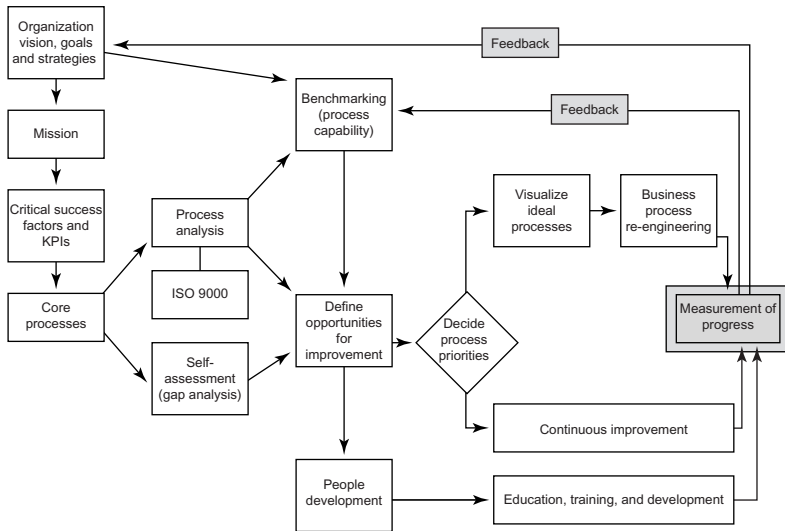 Organization
vision, goals
and strategies
Feedback
Benchmarking
(process
capability)
Feedback
Mission
Critical success
factors and
KPIs
Process
analysis
Visualize
ideal
processes
Business
process
re-engineering
ISO 9000
Core
processes
Define
opportunities
for
improvement
Decide
process
priorities
Measurement of
progress
Self-
assessment
(gap analysis)
Continuous improvement
People
development
Education, training, and development